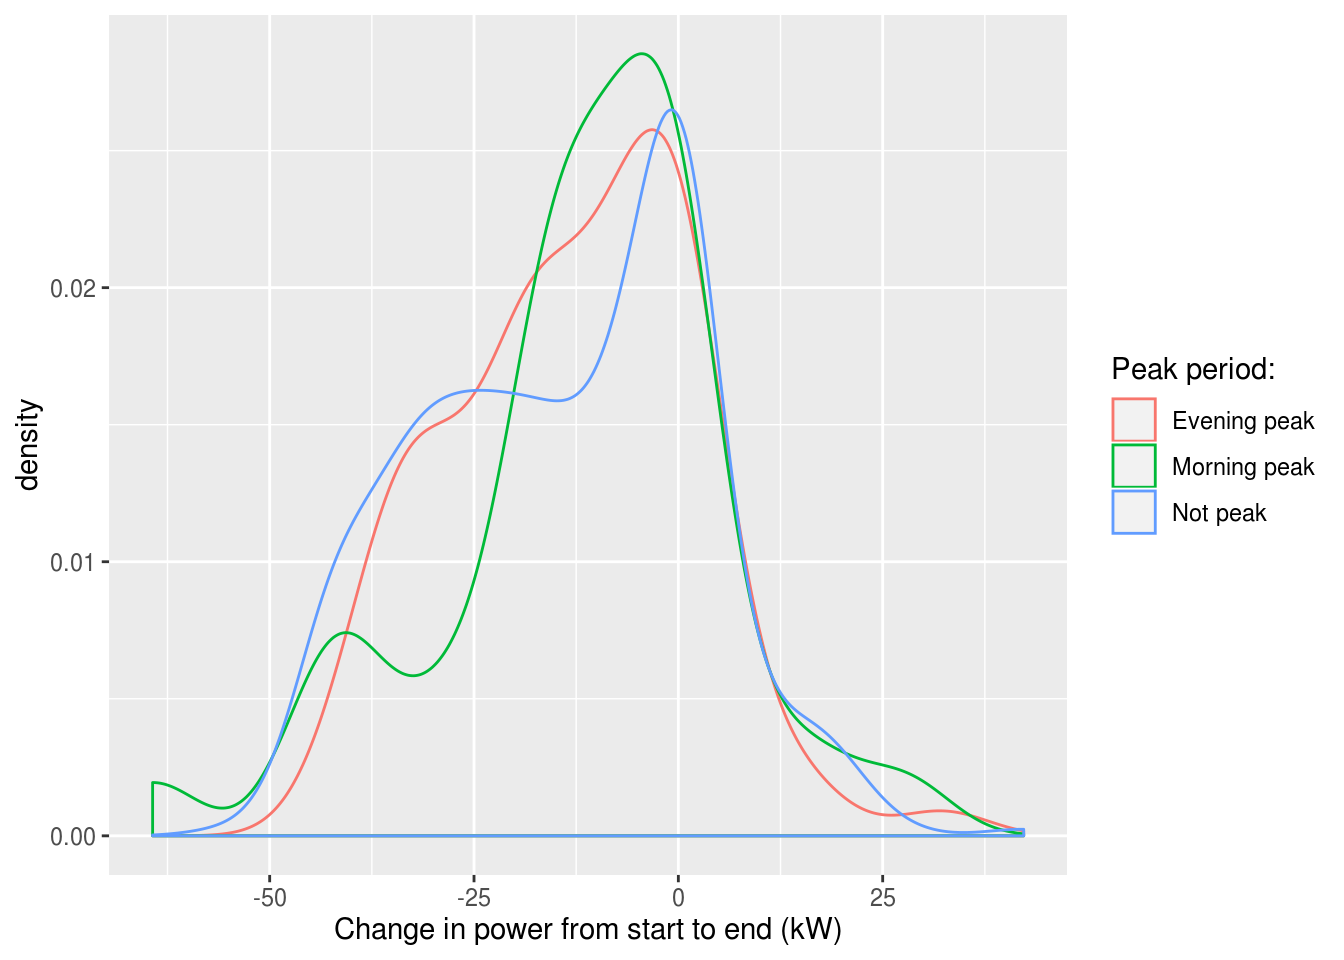 density
0.02
0.01
0.00
-50 -25 0 25
Change in power from start to end (kW)
Peak period:
Evening peak
Morning peak
Not peak